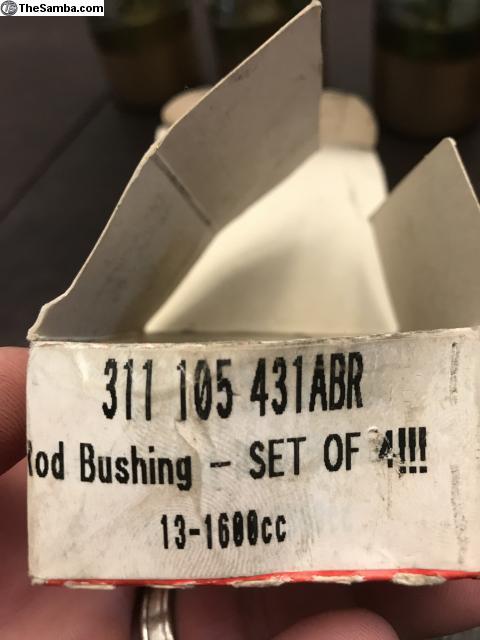 TheSamba.com
311 105 431ABR
Rod Bushing - SET OF 4!!!
13-1600cc